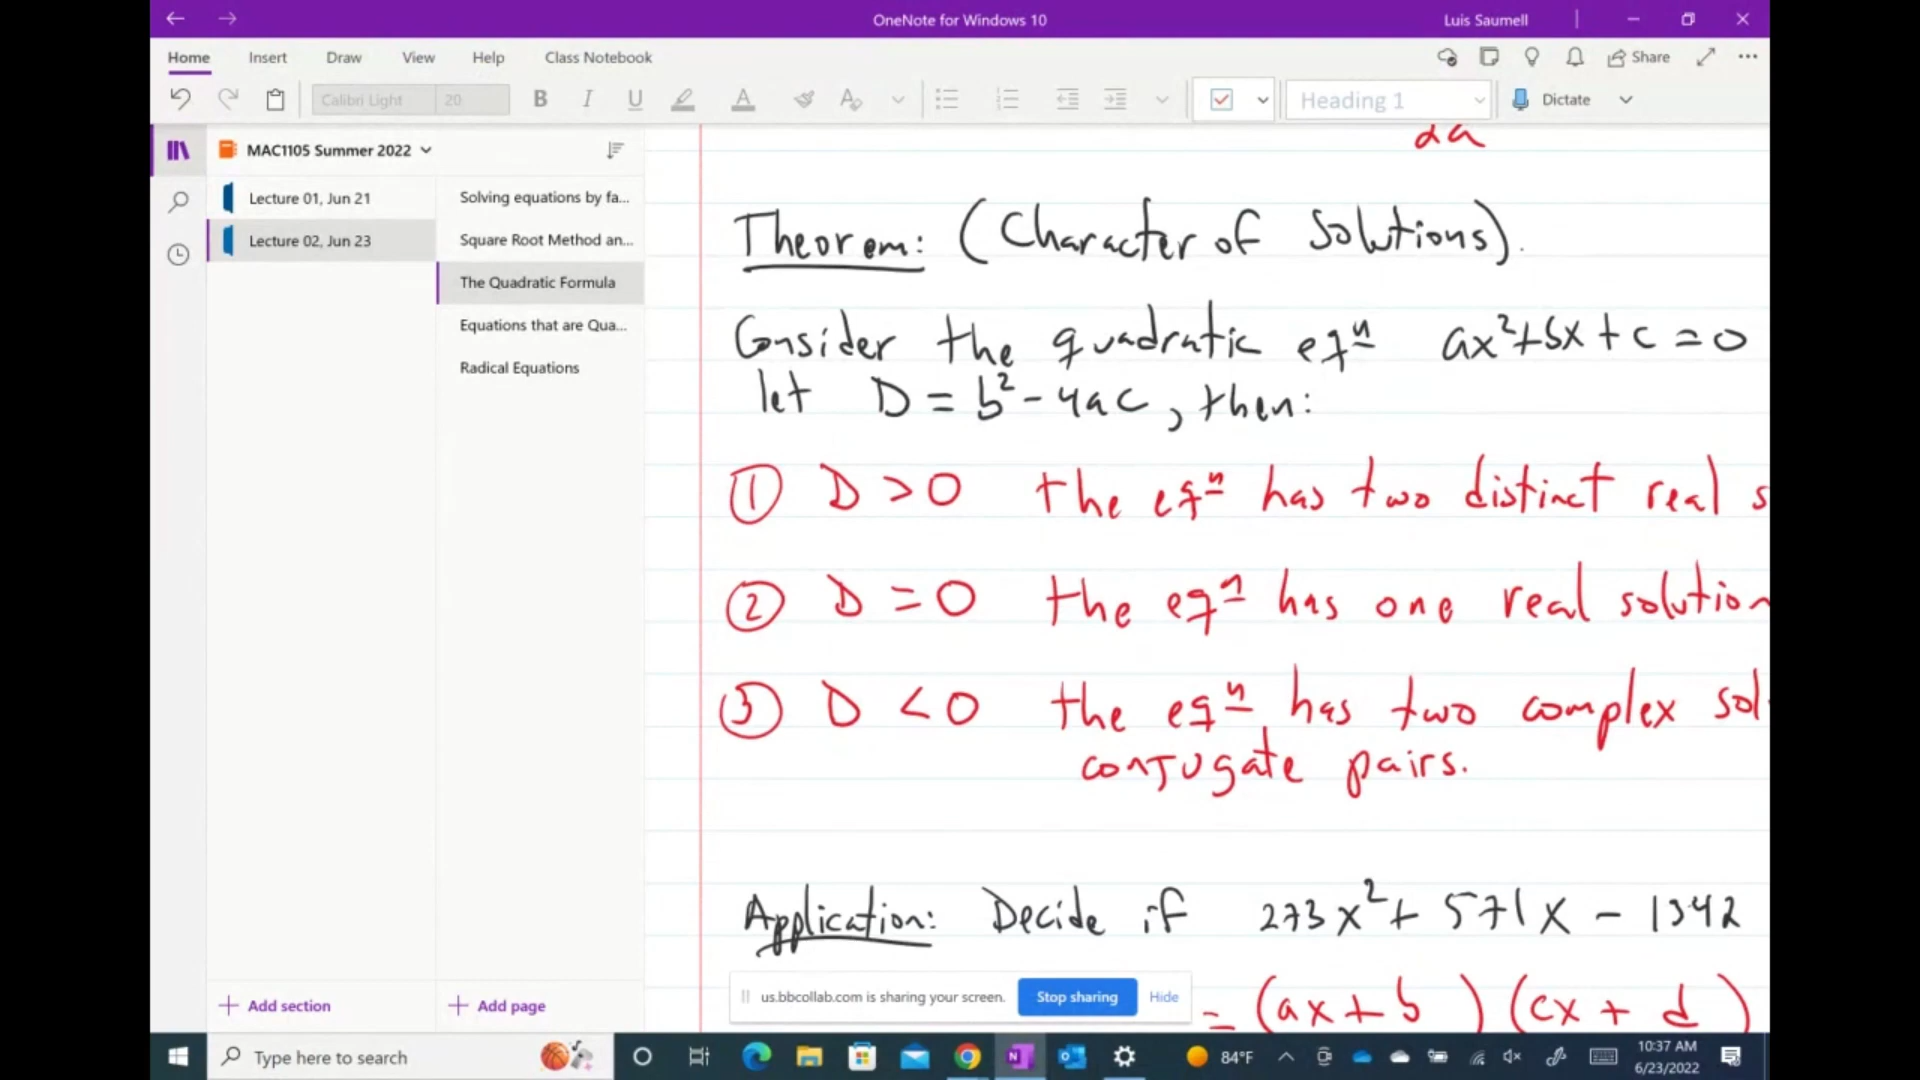 OneNote for Windows 10
Luis Saumell
Home Insert Draw View Help Class Notebook
Share
Calibri Light 20 B I U
Heading 1
Dictate
MAC1105 Summer 2022
Lecture 01, Jun 21
Lecture 02, Jun 23
Solving equations by fa...
Square Root Method an...
The Quadratic Formula
Equations that are Qua...
Radical Equations
Add section
Add page
2a
Theorem: (Character of Solutions).
Consider the quadratic eqn ax²+bx+c=0
let D = b²-4ac, then:
① D > 0 the eqn has two distinct real s
② D = 0 the eqn has one real solution
③ D < 0 the eqn has two complex sol
conjugate pairs.
Application: Decide if 273x² + 571x - 1342
= (ax+b ) (cx + d )
us.bbcollab.com is sharing your screen. Stop sharing Hide
Type here to search
84°F
10:37 AM
6/23/2022